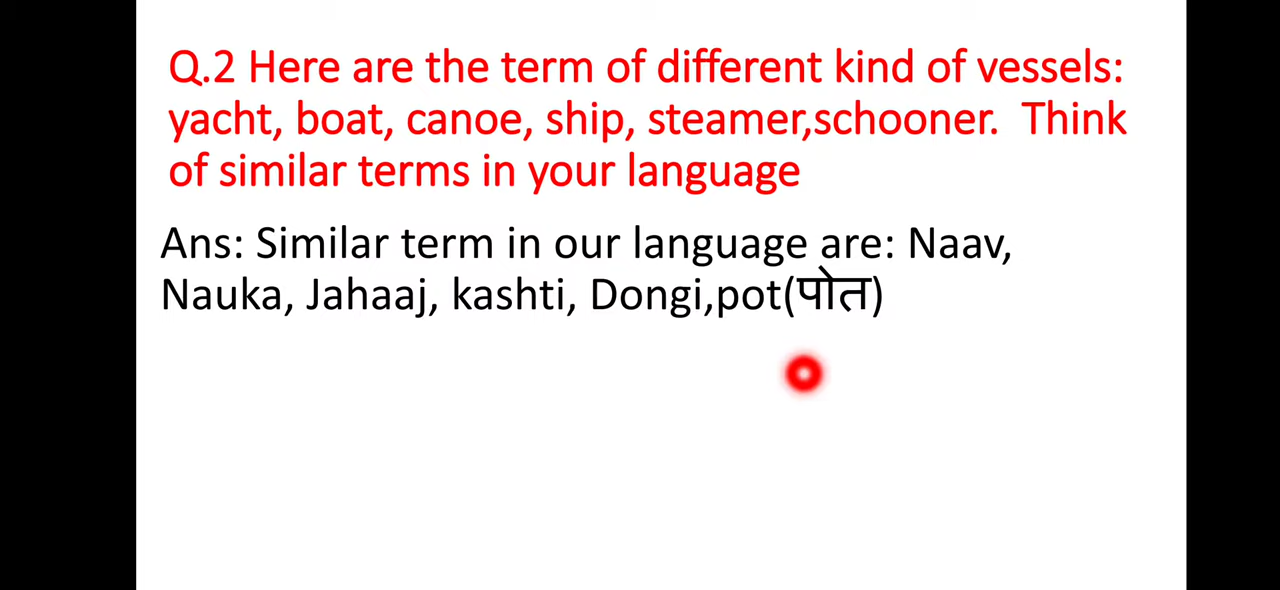 Q.2 Here are the term of different kind of vessels:
yacht, boat, canoe, ship, steamer,schooner.  Think
of similar terms in your language
Ans: Similar term in our language are: Naav,
Nauka, Jahaaj, kashti, Dongi,pot(पोत)